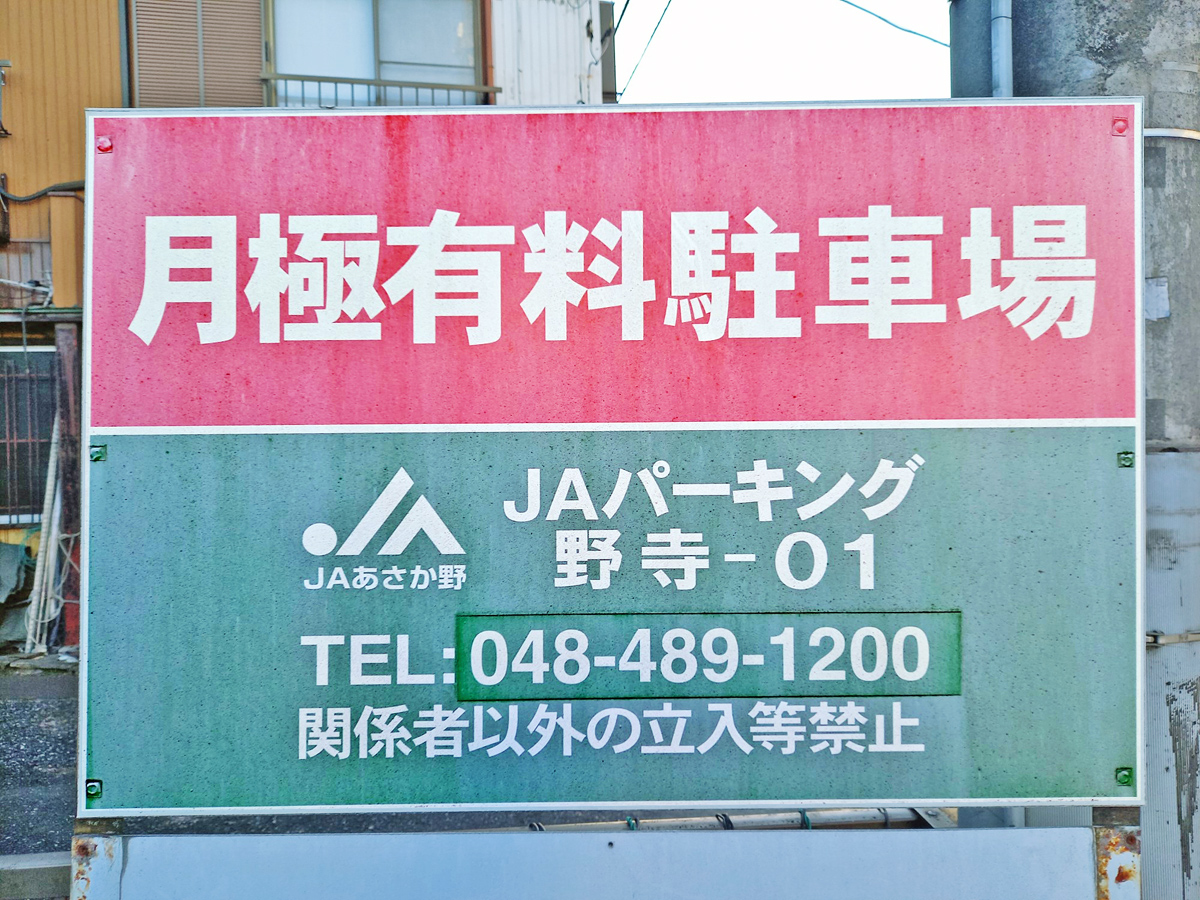 月極有料駐車場
JAパーキング
野寺-01
JAあさか野
TEL:048-489-1200
関係者以外の立入等禁止